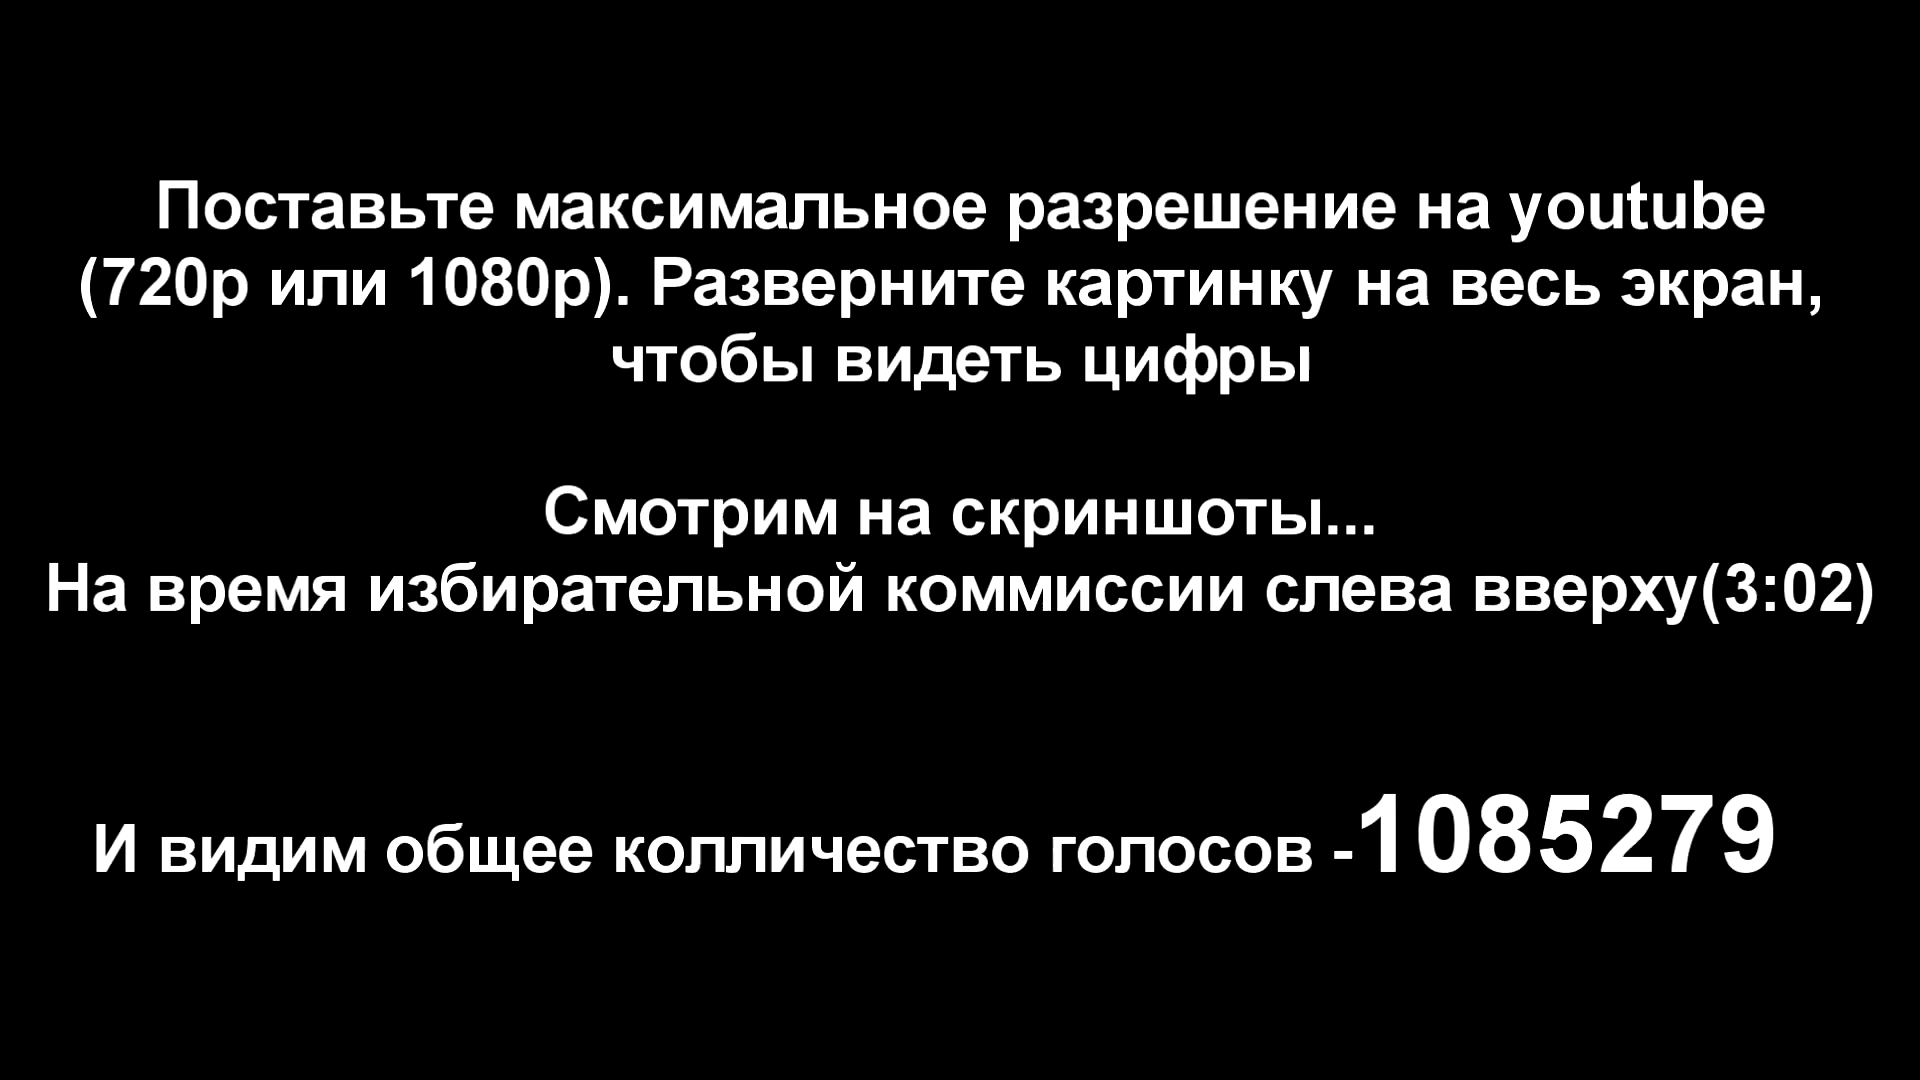 Поставьте максимальное разрешение на youtube
(720p или 1080p). Разверните картинку на весь экран,
чтобы видеть цифры
Смотрим на скриншоты...
На время избирательной коммиссии слева вверху(3:02)
И видим общее колличество голосов -1085279